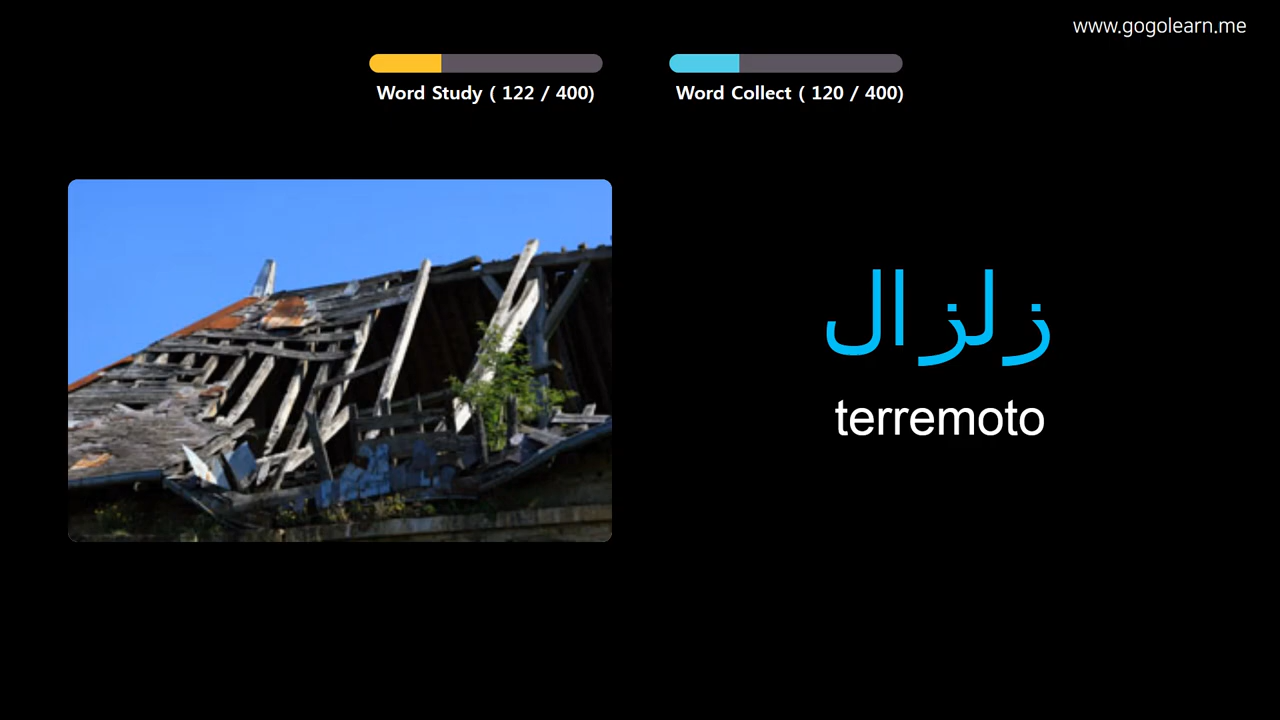 www.gogolearn.me
Word Study ( 122 / 400)
Word Collect ( 120 / 400)
زلزال
terremoto